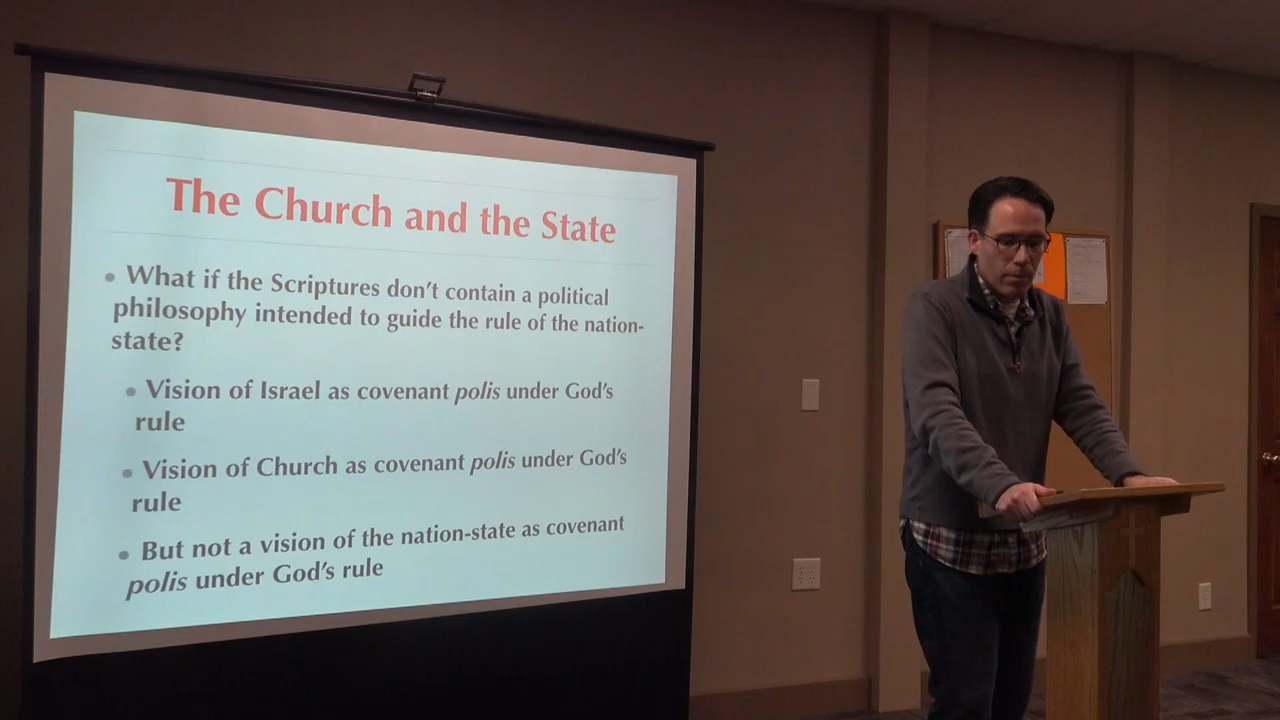 The Church and the State
• What if the Scriptures don't contain a political
philosophy intended to guide the rule of the nation-
state?
• Vision of Israel as covenant polis under God's
rule
• Vision of Church as covenant polis under God's
rule
• But not a vision of the nation-state as covenant
polis under God's rule